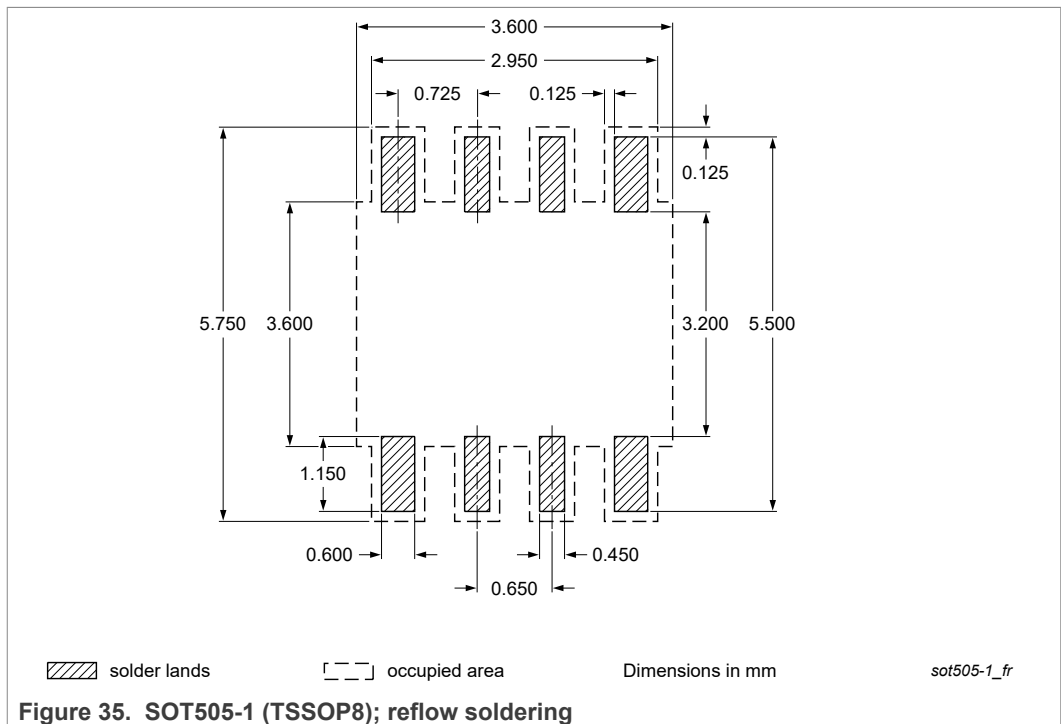 3.600
2.950
0.725 0.125
0.125
5.750 3.600 3.200 5.500
1.150
0.600 0.450
0.650
solder lands occupied area Dimensions in mm sot505-1_fr
Figure 35. SOT505-1 (TSSOP8); reflow soldering